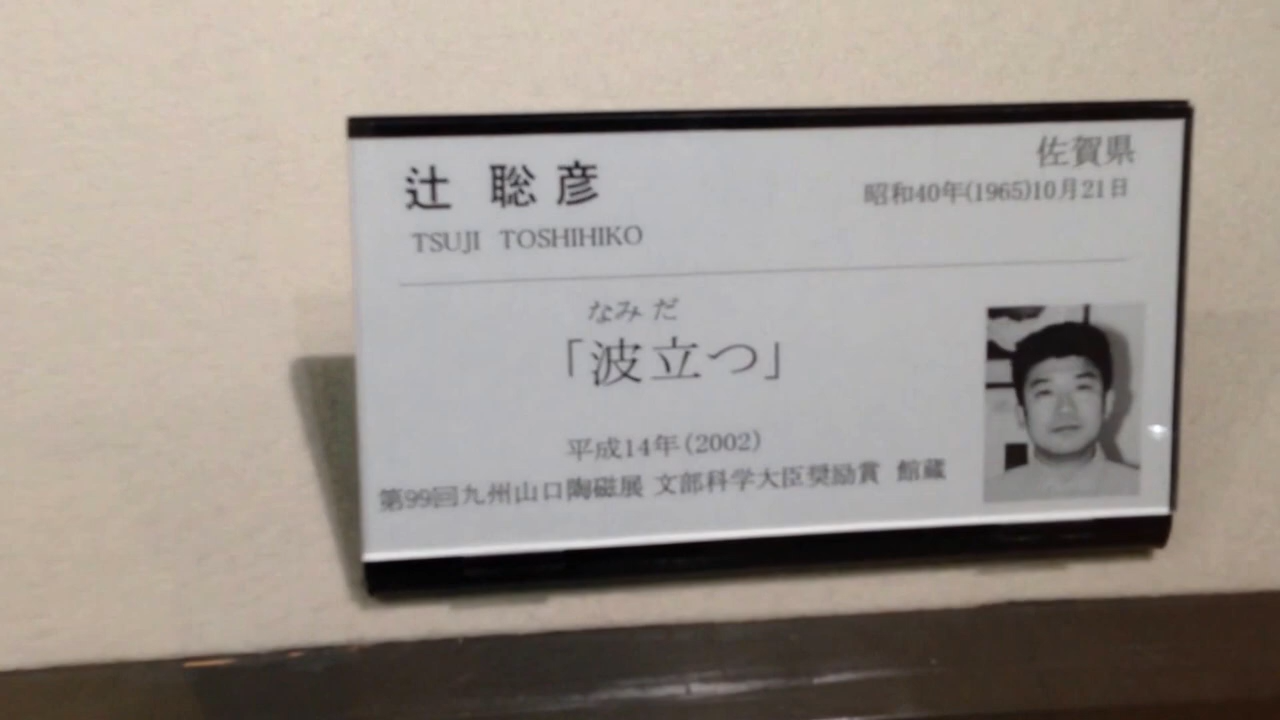 辻 聡彦
佐賀県
昭和40年(1965)10月21日
TSUJI TOSHIHIKO
なみ だ
「波立つ」
平成14年(2002)
第99回九州山口陶磁展 文部科学大臣奨励賞 館蔵